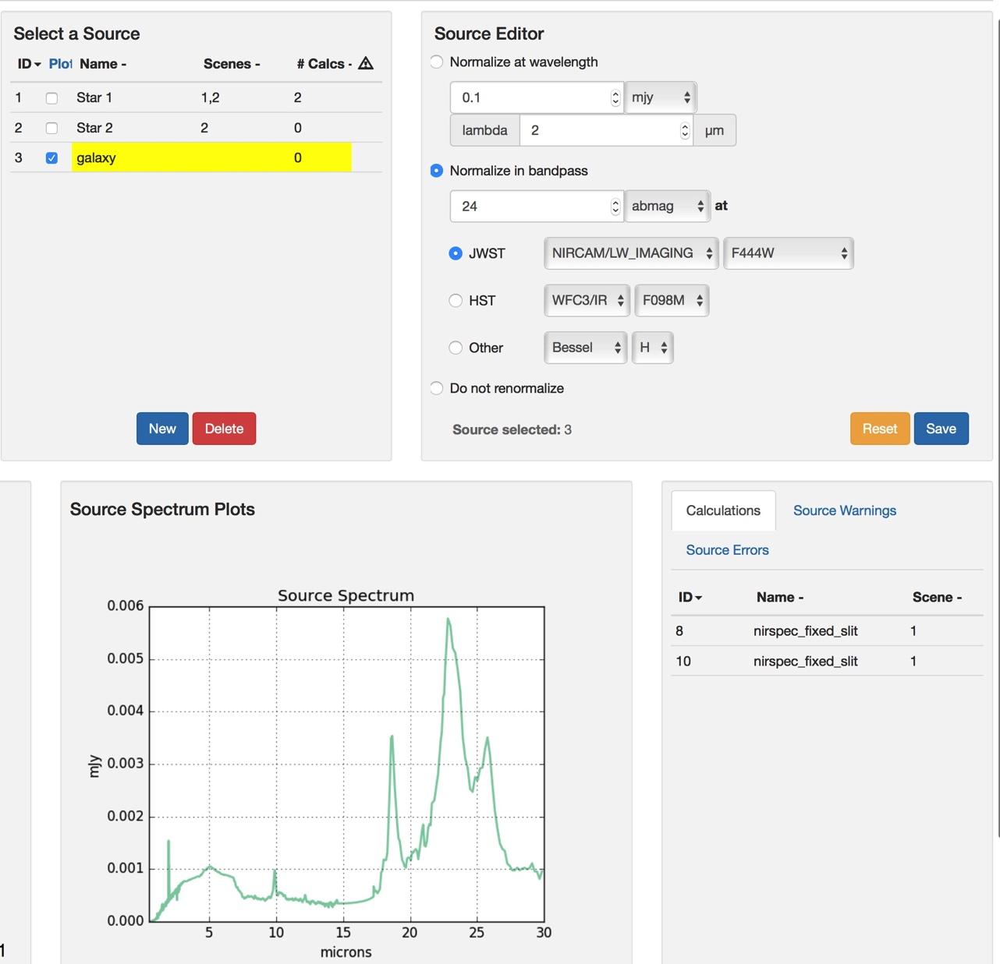 Select a Source
ID Plot Name - Scenes - # Calcs -
1 Star 1 1,2 2
2 Star 2 2 0
3 galaxy 0
New Delete
Source Editor
Normalize at wavelength
0.1 mjy
lambda 2 µm
Normalize in bandpass
24 abmag at
JWST NIRCAM/LW_IMAGING F444W
HST WFC3/IR F098M
Other Bessel H
Do not renormalize
Source selected: 3 Reset Save
1
Source Spectrum Plots
Source Spectrum
0.006
0.005
0.004
0.003
0.002
0.001
0.000
mJy
5 10 15 20 25 30
microns
Calculations Source Warnings
Source Errors
ID Name - Scene -
8 nirspec_fixed_slit 1
10 nirspec_fixed_slit 1